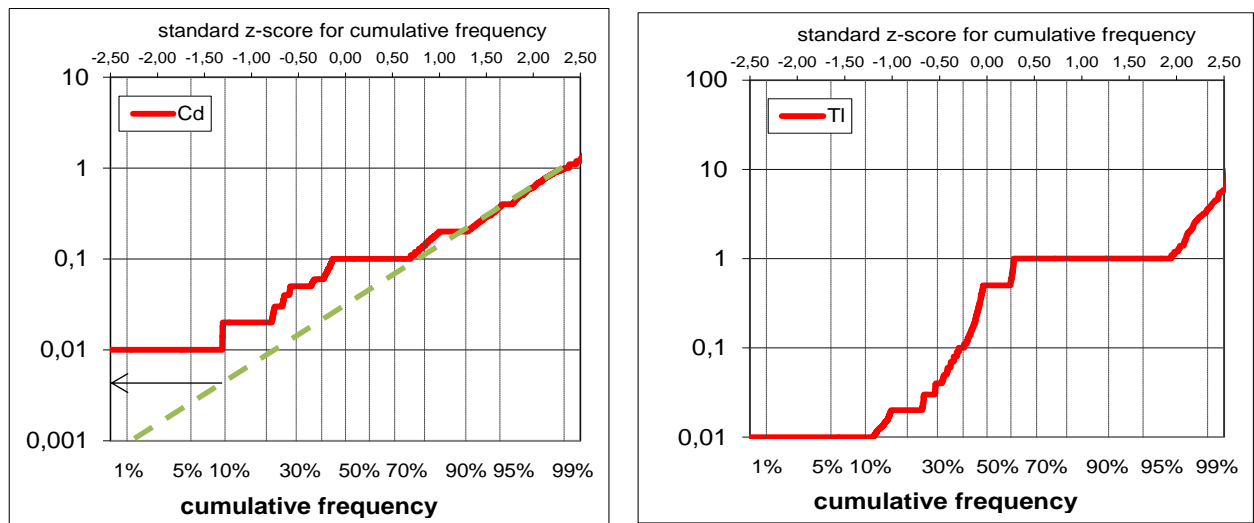 standard z-score for cumulative frequency
-2,50 -2,00 -1,50 -1,00 -0,50 0,00 0,50 1,00 1,50 2,00 2,50
10
1
0,1
0,01
0,001
Cd
1% 5% 10% 30% 50% 70% 90% 95% 99%
cumulative frequency
standard z-score for cumulative frequency
-2,50 -2,00 -1,50 -1,00 -0,50 0,00 0,50 1,00 1,50 2,00 2,50
100
10
1
0,1
0,01
Tl
1% 5% 10% 30% 50% 70% 90% 95% 99%
cumulative frequency